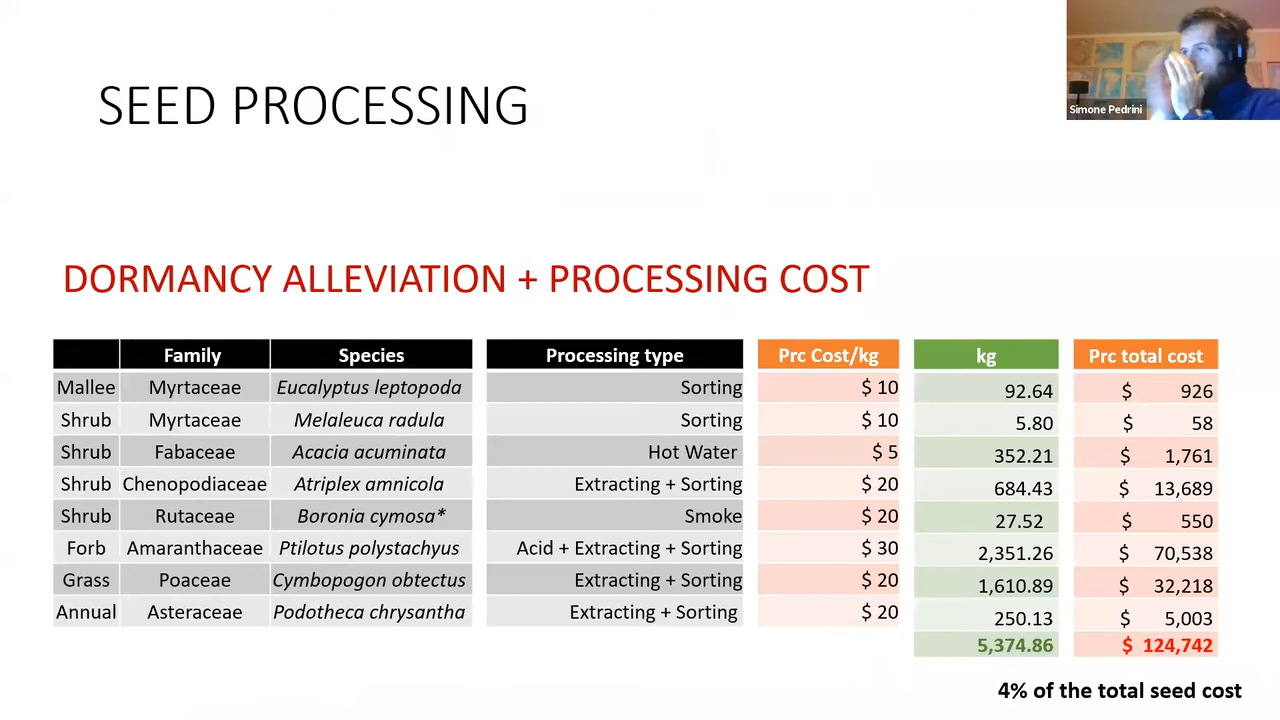 Simone Pedrini
SEED PROCESSING
DORMANCY ALLEVIATION + PROCESSING COST
Family Species Processing type Prc Cost/kg kg Prc total cost
Mallee Myrtaceae Eucalyptus leptopoda Sorting $ 10 92.64 $ 926
Shrub Myrtaceae Melaleuca radula Sorting $ 10 5.80 $ 58
Shrub Fabaceae Acacia acuminata Hot Water $ 5 352.21 $ 1,761
Shrub Chenopodiaceae Atriplex amnicola Extracting + Sorting $ 20 684.43 $ 13,689
Shrub Rutaceae Boronia cymosa* Smoke $ 20 27.52 $ 550
Forb Amaranthaceae Ptilotus polystachyus Acid + Extracting + Sorting $ 30 2,351.26 $ 70,538
Grass Poaceae Cymbopogon obtectus Extracting + Sorting $ 20 1,610.89 $ 32,218
Annual Asteraceae Podotheca chrysantha Extracting + Sorting $ 20 250.13 $ 5,003
5,374.86 $ 124,742
4% of the total seed cost